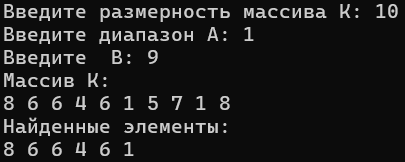 Введите размерность массива K: 10
Введите диапазон A: 1
Введите  B: 9
Массив K:
8 6 6 4 6 1 5 7 1 8
Найденные элементы:
8 6 6 4 6 1